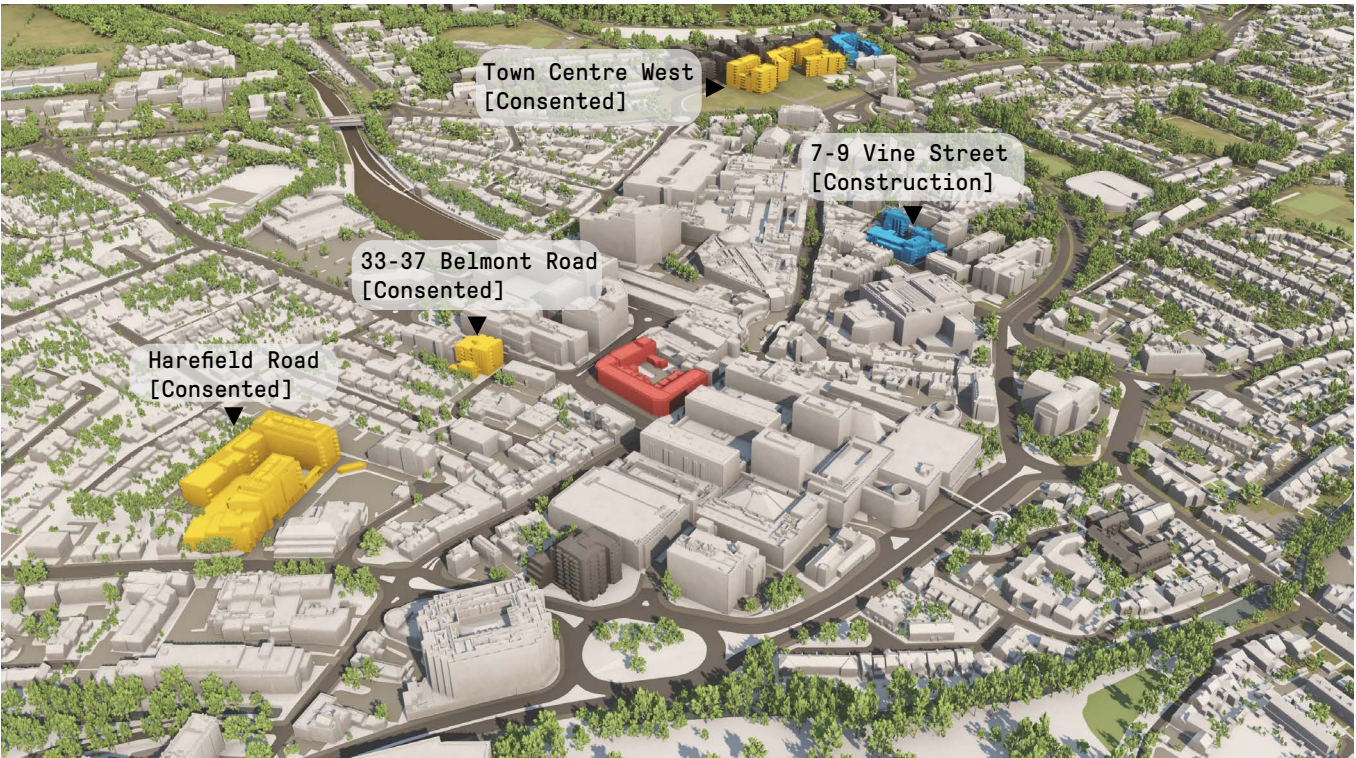 Town Centre West
[Consented]
7-9 Vine Street
[Construction]
33-37 Belmont Road
[Consented]
Harefield Road
[Consented]